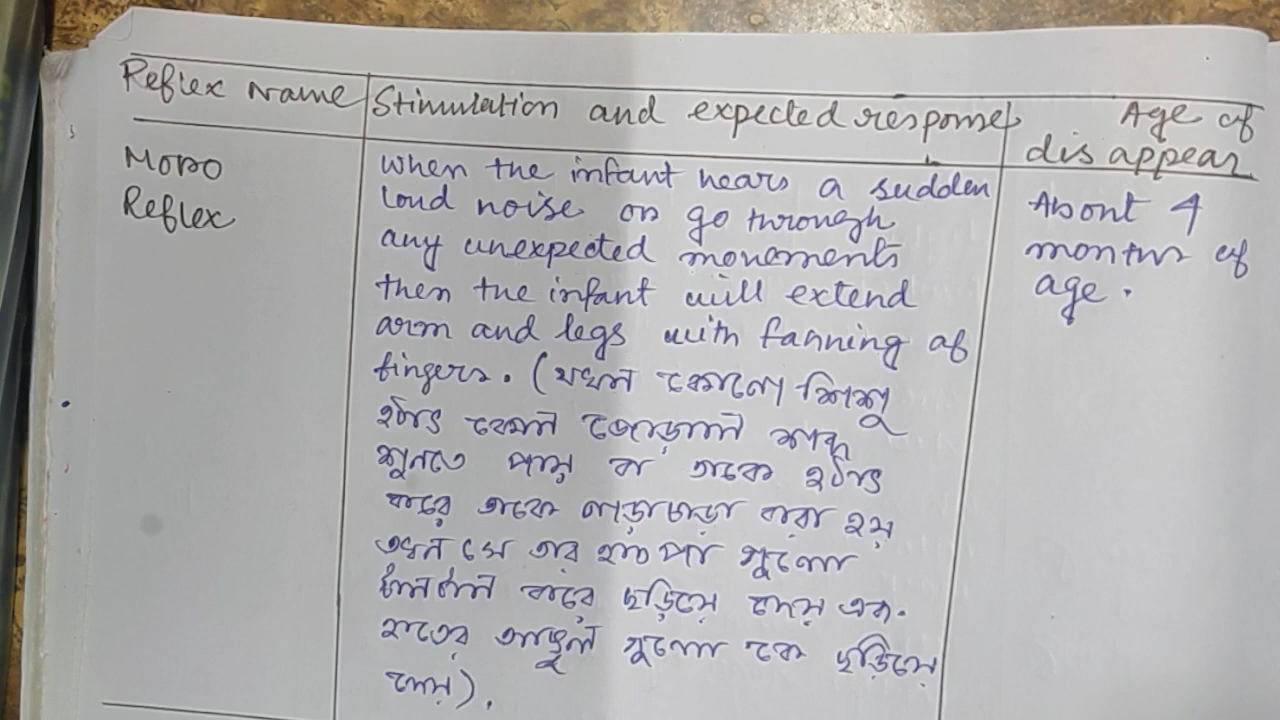 Reflex Name
Stimulation and expected response
Age of
disappear
Moro
Reflex
When the infant hears a sudden
loud noise or go through
any unexpected movements
then the infant will extend
arm and legs with fanning of
fingers. (যখন কোনো শিশু
হঠাৎ কোন জোড়াল শব্দ
শুনতে পায় বা তাকে হঠাৎ
করে তাকে নাড়াচাড়া করা হয়
তখন সে তার হাত পা গুলো
টানটান করে ছড়িয়ে দেয় এবং
হাতের আঙুল গুলো কে ছড়িয়ে
দেয়).
About 4
months of
age.